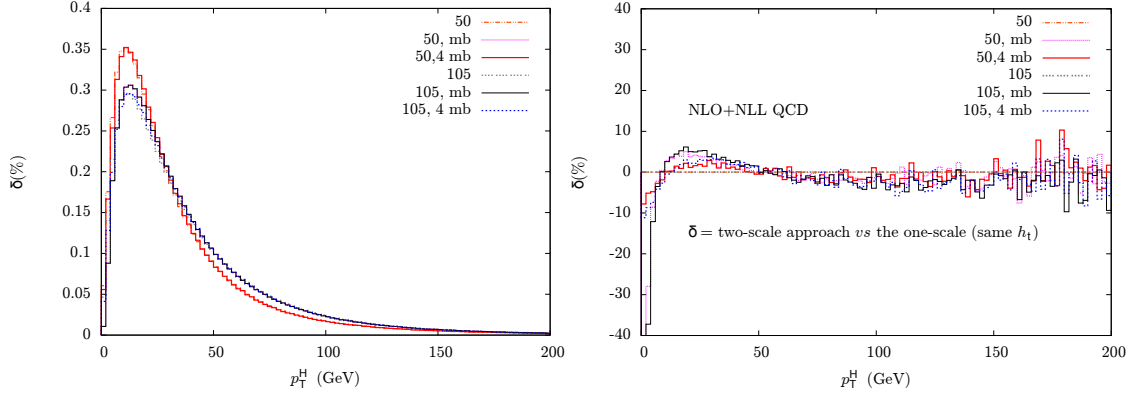 0.4
0.35
0.3
0.25
0.2
0.15
0.1
0.05
0
0
50
100
150
200
δ(%)
p_T^H (GeV)
50
50, mb
50,4 mb
105
105, mb
105, 4 mb
40
30
20
10
0
-10
-20
-30
-40
0
50
100
150
200
δ(%)
p_T^H (GeV)
50
50, mb
50,4 mb
105
105, mb
105, 4 mb
NLO+NLL QCD
δ = two-scale approach vs the one-scale (same h_t)